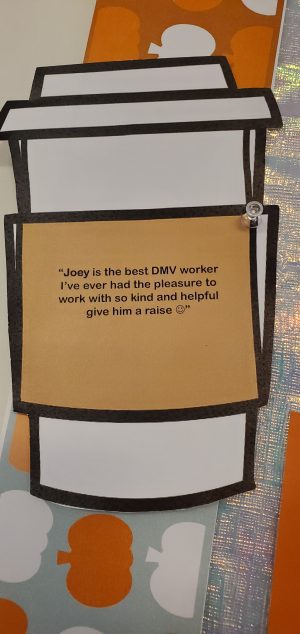 “Joey is the best DMV worker
I’ve ever had the pleasure to
work with so kind and helpful
give him a raise ☺”